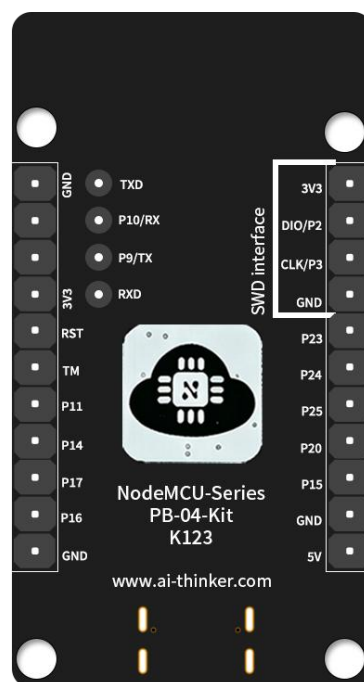 GND
TXD
P10/RX
P9/TX
3V3
RXD
RST
TM
P11
P14
P17
P16
GND
SWD interface
3V3
DIO/P2
CLK/P3
GND
P23
P24
P25
P20
P15
GND
5V
NodeMCU-Series
PB-04-Kit
K123
www.ai-thinker.com